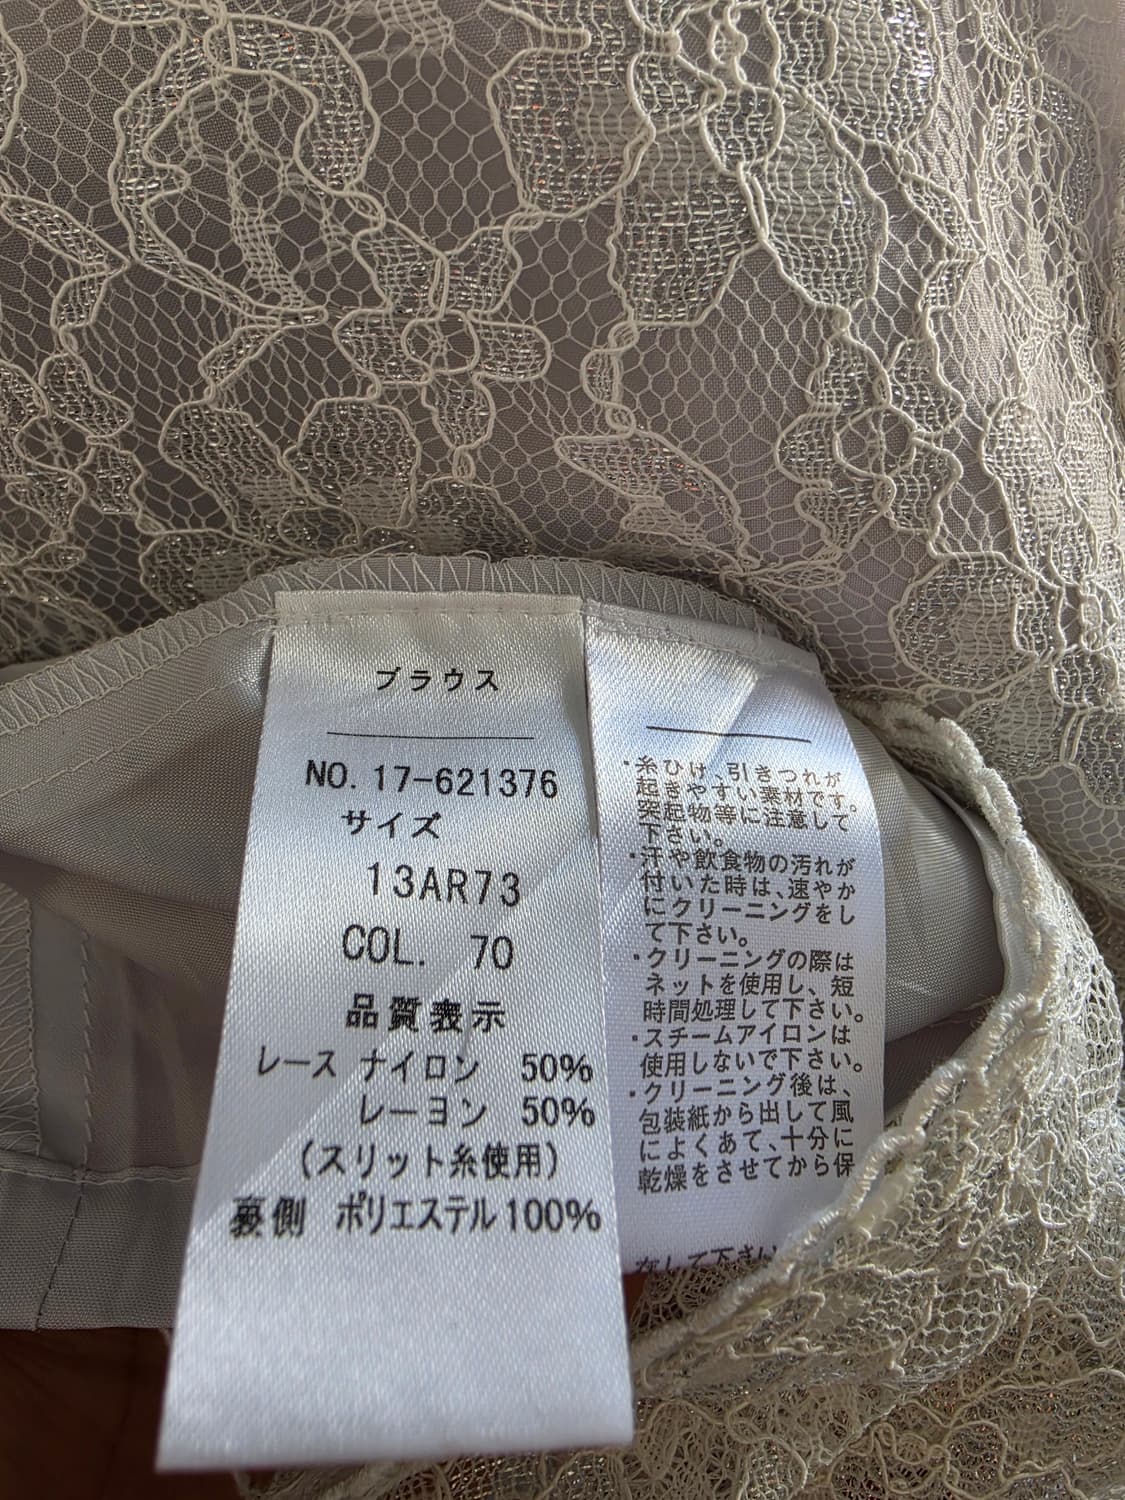 ブラウス
NO. 17-621376
サイズ
13AR73
COL. 70
品質表示
レース ナイロン 50%
レーヨン 50%
(スリット糸使用)
裏側 ポリエステル100%
・糸ひけ、引きつれが
起きやすい素材です。
突起物等に注意して
下さい。
・汗や飲食物の汚れが
付いた時は、速やか
にクリーニングをし
て下さい。
・クリーニングの際は
ネットを使用し、短
時間処理して下さい。
・スチームアイロンは
使用しないで下さい。
・クリーニング後は、
包装紙から出して風
によくあて、十分に
乾燥をさせてから保
して下さい